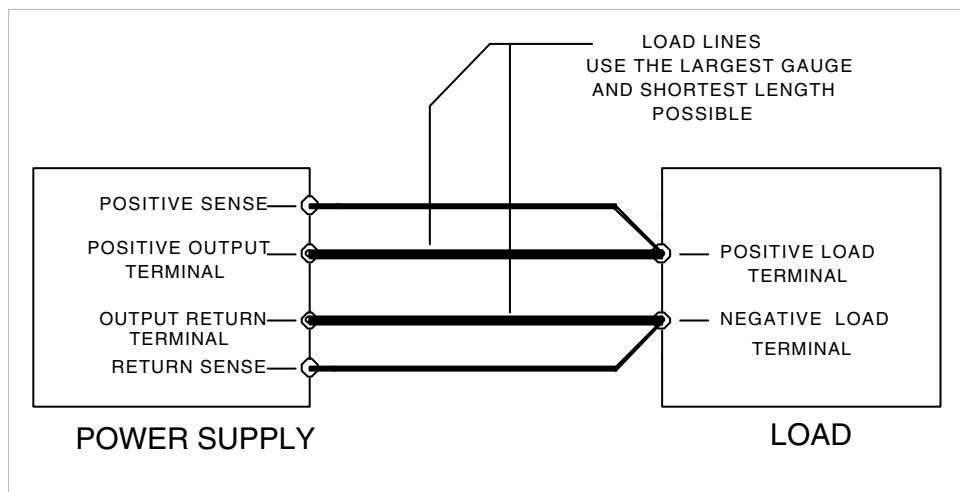 LOAD LINES
USE THE LARGEST GAUGE
AND SHORTEST LENGTH
POSSIBLE
POSITIVE SENSE
POSITIVE OUTPUT
TERMINAL
OUTPUT RETURN
TERMINAL
RETURN SENSE
POWER SUPPLY
POSITIVE LOAD
TERMINAL
NEGATIVE LOAD
TERMINAL
LOAD